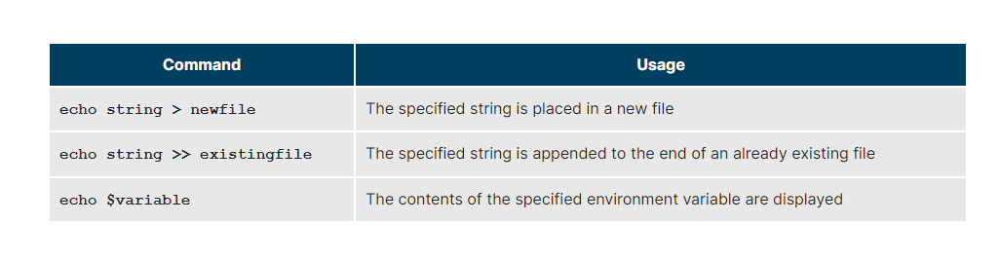 Command Usage
echo string > newfile The specified string is placed in a new file
echo string >> existingfile The specified string is appended to the end of an already existing file
echo $variable The contents of the specified environment variable are displayed